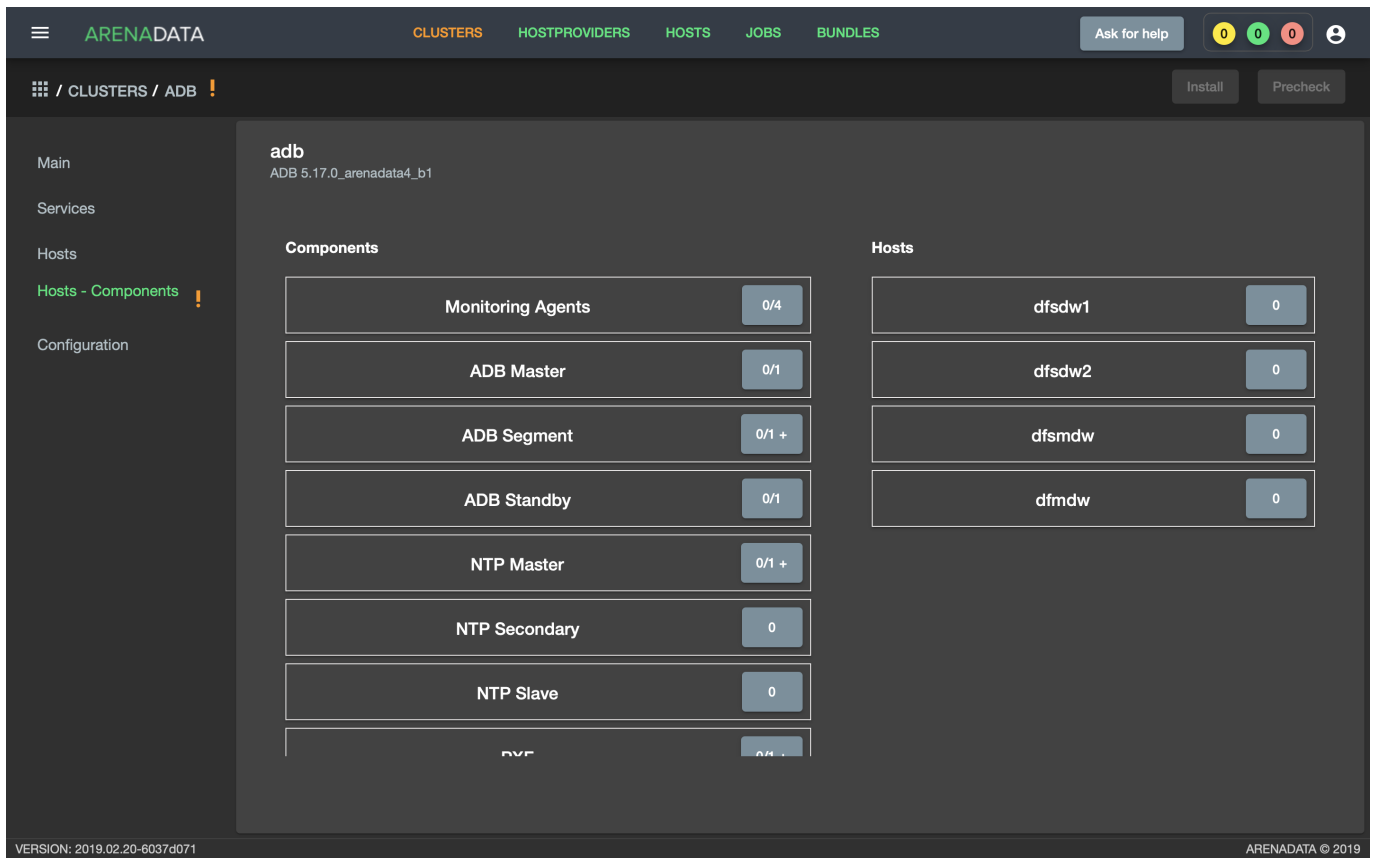 ARENADATA CLUSTERS HOSTPROVIDERS HOSTS JOBS BUNDLES Ask for help 0 0 0
/ CLUSTERS / ADB ! Install Precheck
Main
Services
Hosts
Hosts - Components !
Configuration
adb
ADB 5.17.0_arenadata4_b1
Components
Monitoring Agents 0/4
ADB Master 0/1
ADB Segment 0/1 +
ADB Standby 0/1
NTP Master 0/1 +
NTP Secondary 0
NTP Slave 0
PXF 0/1 +
Hosts
dfsdw1 0
dfsdw2 0
dfsmdw 0
dfmdw 0
VERSION: 2019.02.20-6037d071 ARENADATA © 2019